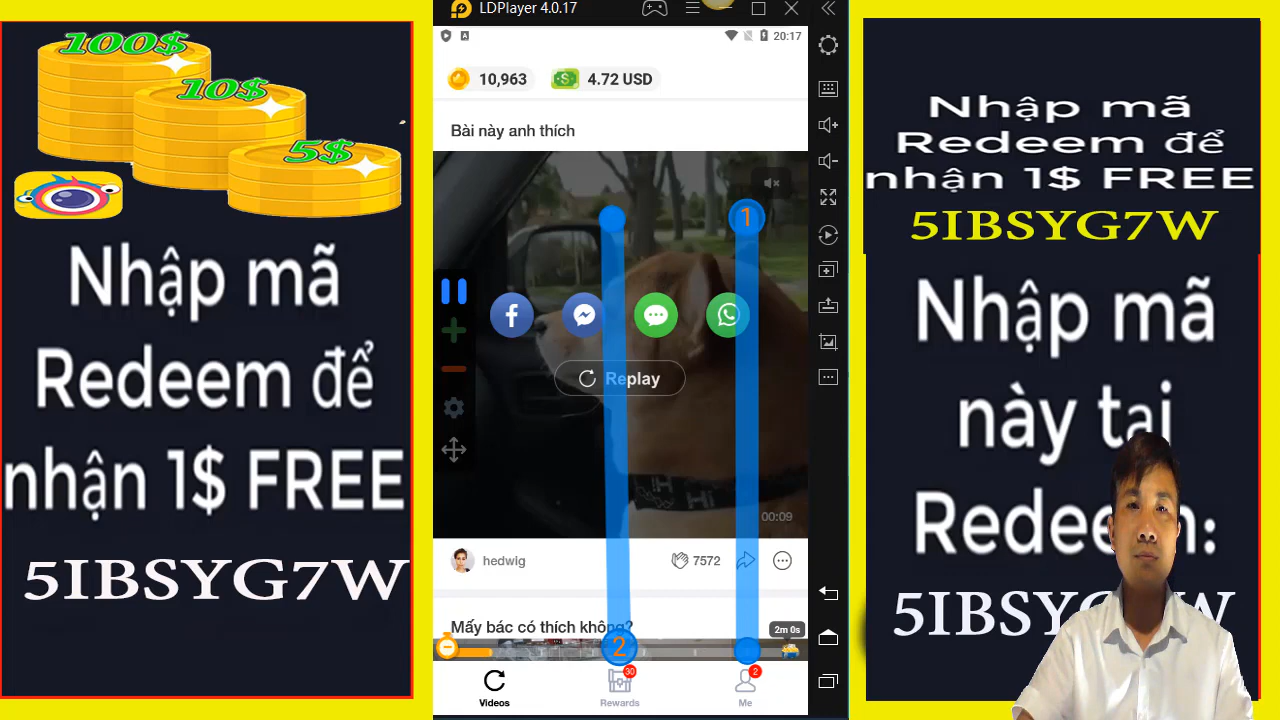 100$
10$
5$
Nhập mã
Redeem để
nhận 1$ FREE
5IBSYG7W
LDPlayer 4.0.17
20:17
10,963
4.72 USD
Bài này anh thích
1
Replay
00:09
hedwig
7572
Mấy bác có thích không?
2
2m 0s
30
2
Videos
Rewards
Me
Nhập mã
Redeem để
nhận 1$ FREE
5IBSYG7W
Nhập mã
này tại